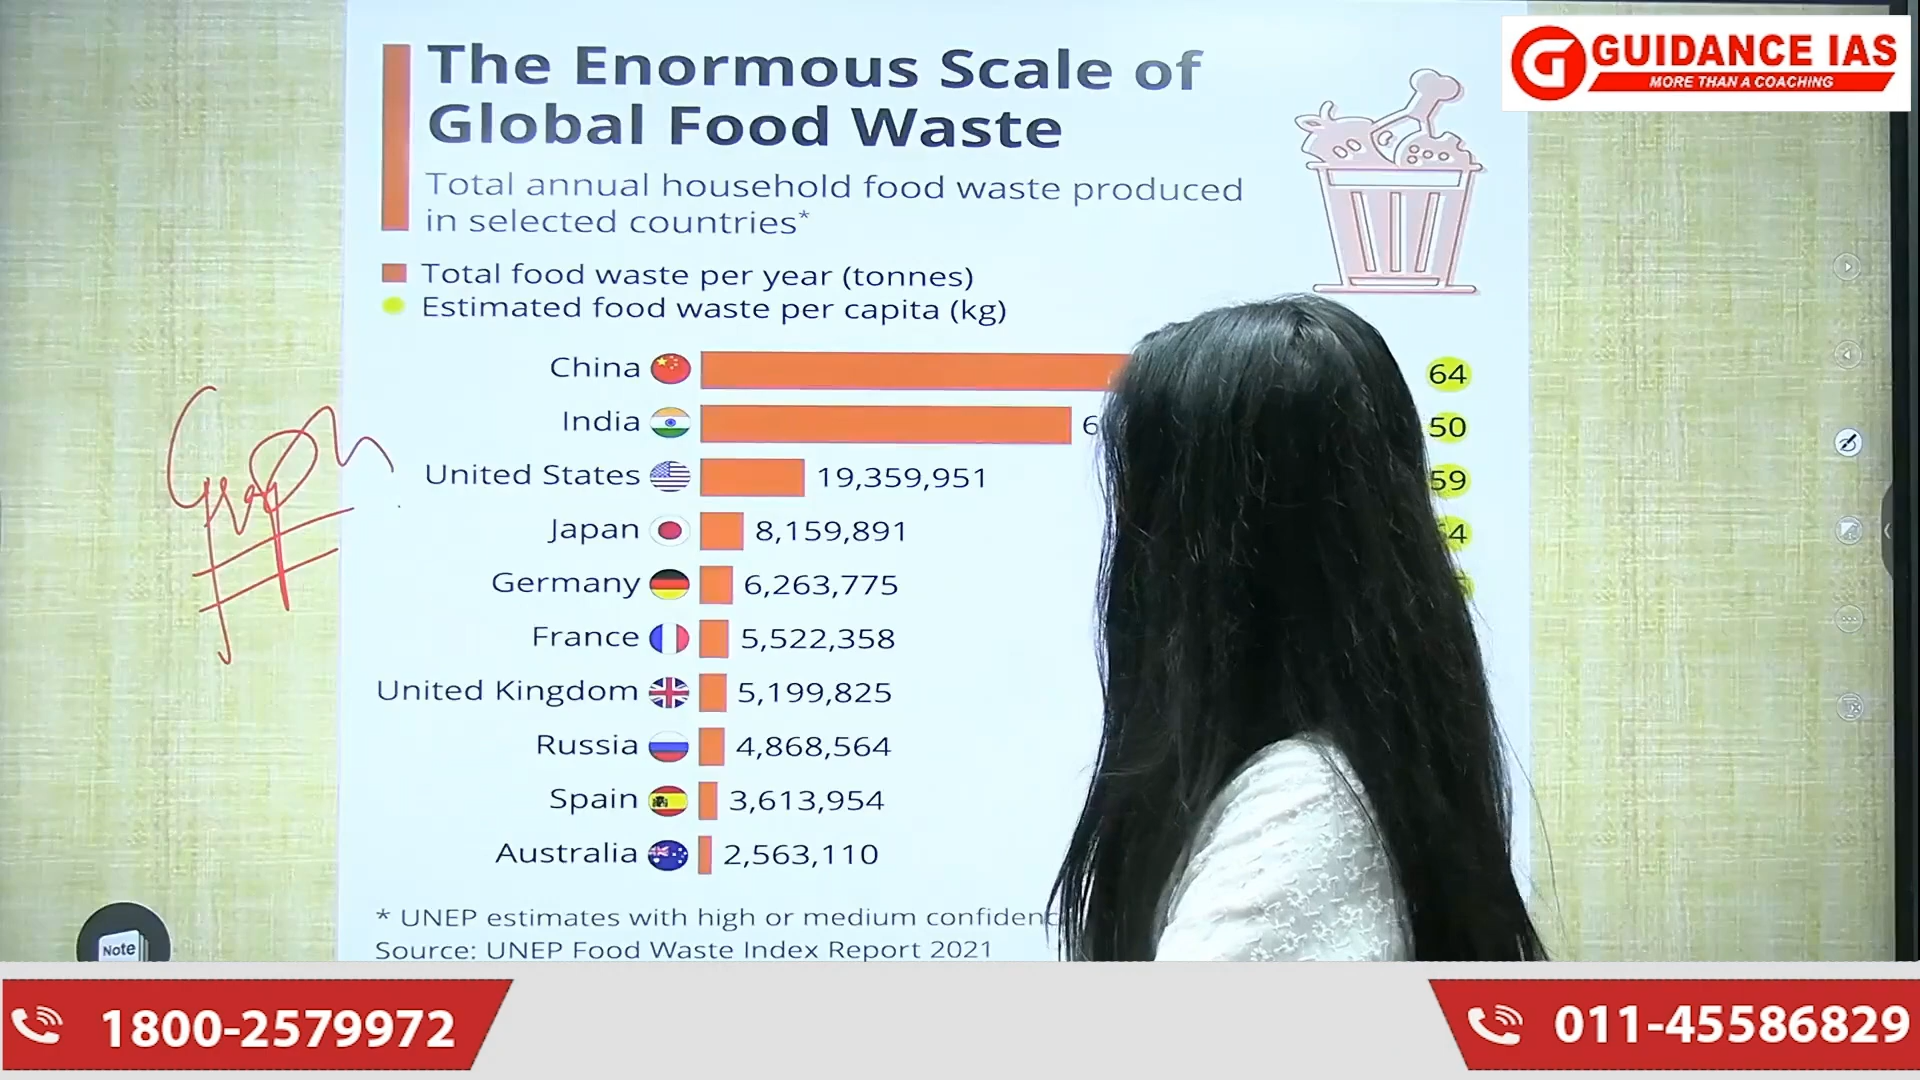 GUIDANCE IAS
MORE THAN A COACHING
The Enormous Scale of
Global Food Waste
Total annual household food waste produced
in selected countries*
Total food waste per year (tonnes)
Estimated food waste per capita (kg)
China 64
India 50
United States 19,359,951 59
Japan 8,159,891
Germany 6,263,775
France 5,522,358
United Kingdom 5,199,825
Russia 4,868,564
Spain 3,613,954
Australia 2,563,110
* UNEP estimates with high or medium
Source: UNEP Food Waste Index Report 2021
Graph
Note
1800-2579972
011-45586829